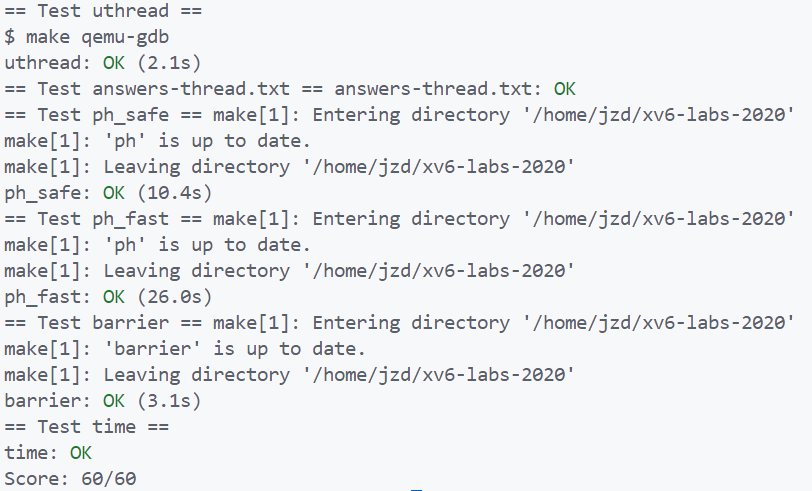 == Test uthread ==
$ make qemu-gdb
uthread: OK (2.1s)
== Test answers-thread.txt == answers-thread.txt: OK
== Test ph_safe == make[1]: Entering directory '/home/jzd/xv6-labs-2020'
make[1]: 'ph' is up to date.
make[1]: Leaving directory '/home/jzd/xv6-labs-2020'
ph_safe: OK (10.4s)
== Test ph_fast == make[1]: Entering directory '/home/jzd/xv6-labs-2020'
make[1]: 'ph' is up to date.
make[1]: Leaving directory '/home/jzd/xv6-labs-2020'
ph_fast: OK (26.0s)
== Test barrier == make[1]: Entering directory '/home/jzd/xv6-labs-2020'
make[1]: 'barrier' is up to date.
make[1]: Leaving directory '/home/jzd/xv6-labs-2020'
barrier: OK (3.1s)
== Test time ==
time: OK
Score: 60/60